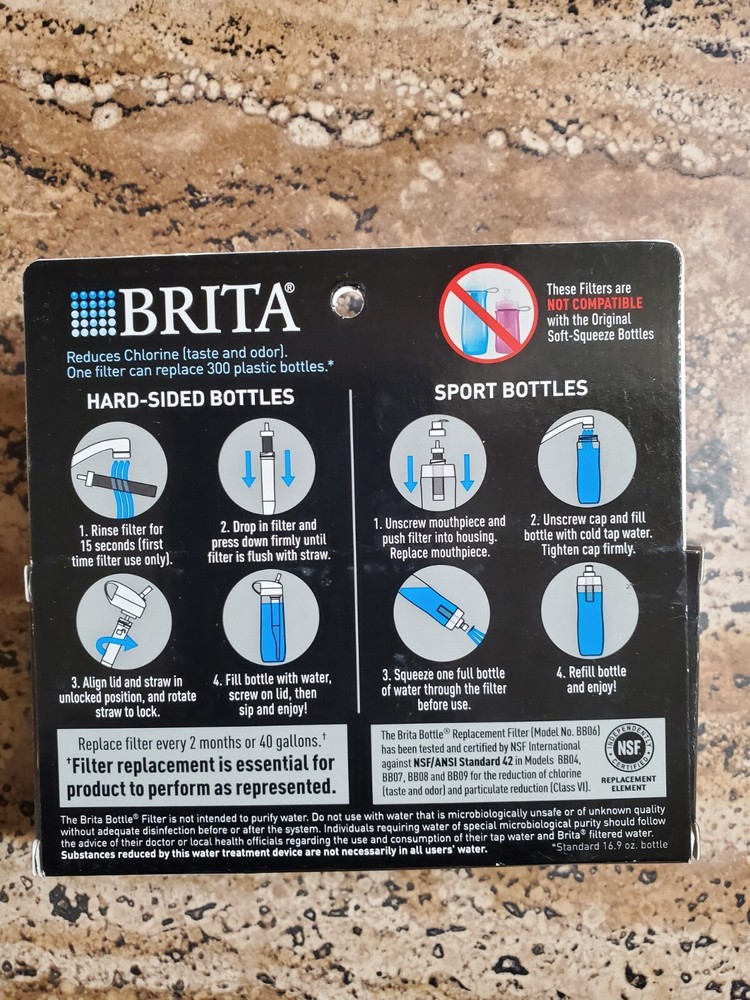 BRITA®
Reduces Chlorine (taste and odor).
One filter can replace 300 plastic bottles.*
These Filters are
NOT COMPATIBLE
with the Original
Soft-Squeeze Bottles
HARD-SIDED BOTTLES
1. Rinse filter for
15 seconds (first
time filter use only).
2. Drop in filter and
press down firmly until
filter is flush with straw.
3. Align lid and straw in
unlocked position, and rotate
straw to lock.
4. Fill bottle with water,
screw on lid, then
sip and enjoy!
SPORT BOTTLES
1. Unscrew mouthpiece and
push filter into housing.
Replace mouthpiece.
2. Unscrew cap and fill
bottle with cold tap water.
Tighten cap firmly.
3. Squeeze one full bottle
of water through the filter
before use.
4. Refill bottle
and enjoy!
Replace filter every 2 months or 40 gallons.†
†Filter replacement is essential for
product to perform as represented.
The Brita Bottle® Replacement Filter (Model No. BB06)
has been tested and certified by NSF International
against NSF/ANSI Standard 42 in Models BB04,
BB07, BB08 and BB09 for the reduction of chlorine
(taste and odor) and particulate reduction (Class VI).
INDEPENDENTLY
NSF
CERTIFIED
REPLACEMENT
ELEMENT
The Brita Bottle® Filter is not intended to purify water. Do not use with water that is microbiologically unsafe or of unknown quality
without adequate disinfection before or after the system. Individuals requiring water of special microbiological purity should follow
the advice of their doctor or local health officials regarding the use and consumption of their tap water and Brita® filtered water.
Substances reduced by this water treatment device are not necessarily in all users' water.
*Standard 16.9 oz. bottle